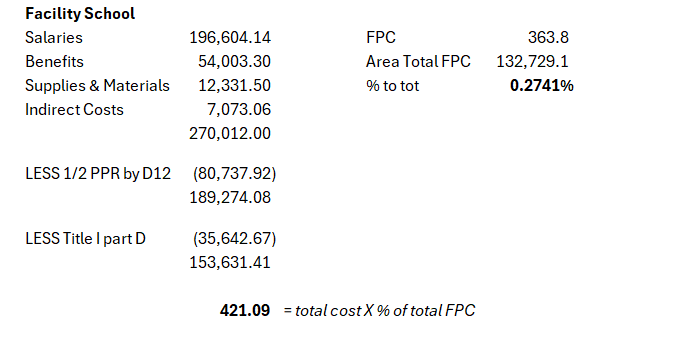 Facility School
Salaries 196,604.14 FPC 363.8
Benefits 54,003.30 Area Total FPC 132,729.1
Supplies & Materials 12,331.50 % to tot 0.2741%
Indirect Costs 7,073.06
270,012.00
LESS 1/2 PPR by D12 (80,737.92)
189,274.08
LESS Title I part D (35,642.67)
153,631.41
421.09 = total cost X % of total FPC